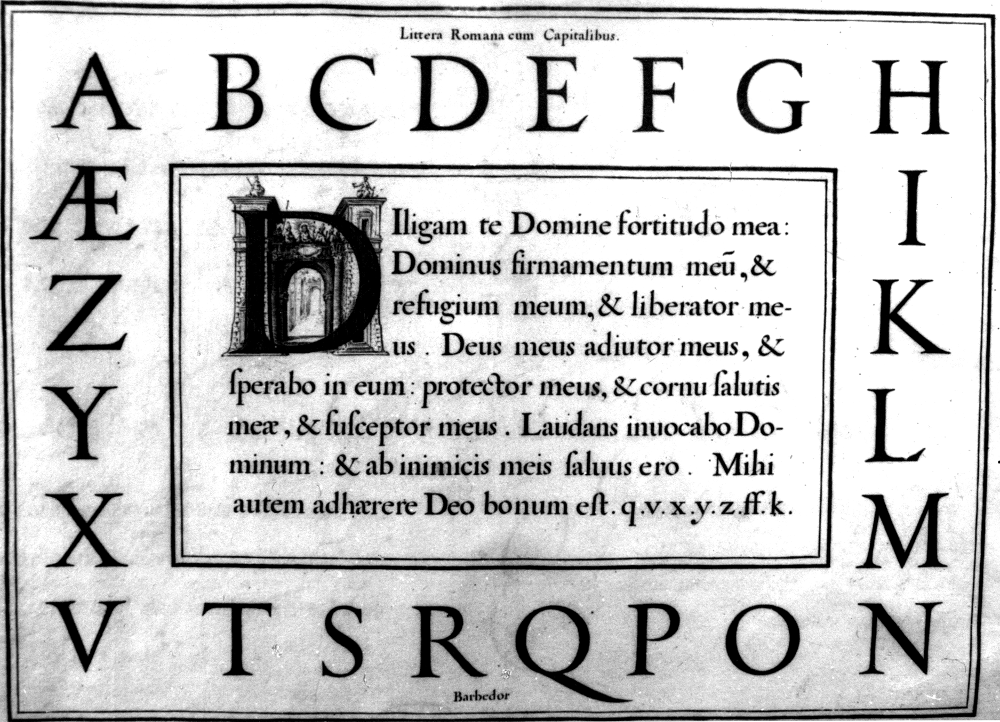 Littera Romana cum Capitalibus.
A B C D E F G H
I
K
L
M
N
O
P
Q
R
S
T
V
X
Y
Z
Æ
DIligam te Domine fortitudo mea:
Dominus firmamentum meū, &
refugium meum, & liberator me-
us. Deus meus adiutor meus, &
ſperabo in eum: protector meus, & cornu ſalutis
meæ, & ſuſceptor meus. Laudans inuocabo Do-
minum: & ab inimicis meis ſaluus ero. Mihi
autem adhærere Deo bonum eſt. q.v.x.y.z.ff.k.
Barbedor